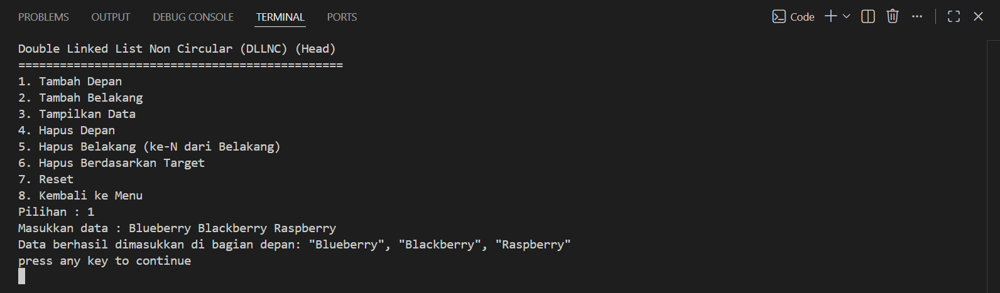 PROBLEMS OUTPUT DEBUG CONSOLE TERMINAL PORTS Code
Double Linked List Non Circular (DLLNC) (Head)
===============================================
1. Tambah Depan
2. Tambah Belakang
3. Tampilkan Data
4. Hapus Depan
5. Hapus Belakang (ke-N dari Belakang)
6. Hapus Berdasarkan Target
7. Reset
8. Kembali ke Menu
Pilihan : 1
Masukkan data : Blueberry Blackberry Raspberry
Data berhasil dimasukkan di bagian depan: "Blueberry", "Blackberry", "Raspberry"
press any key to continue